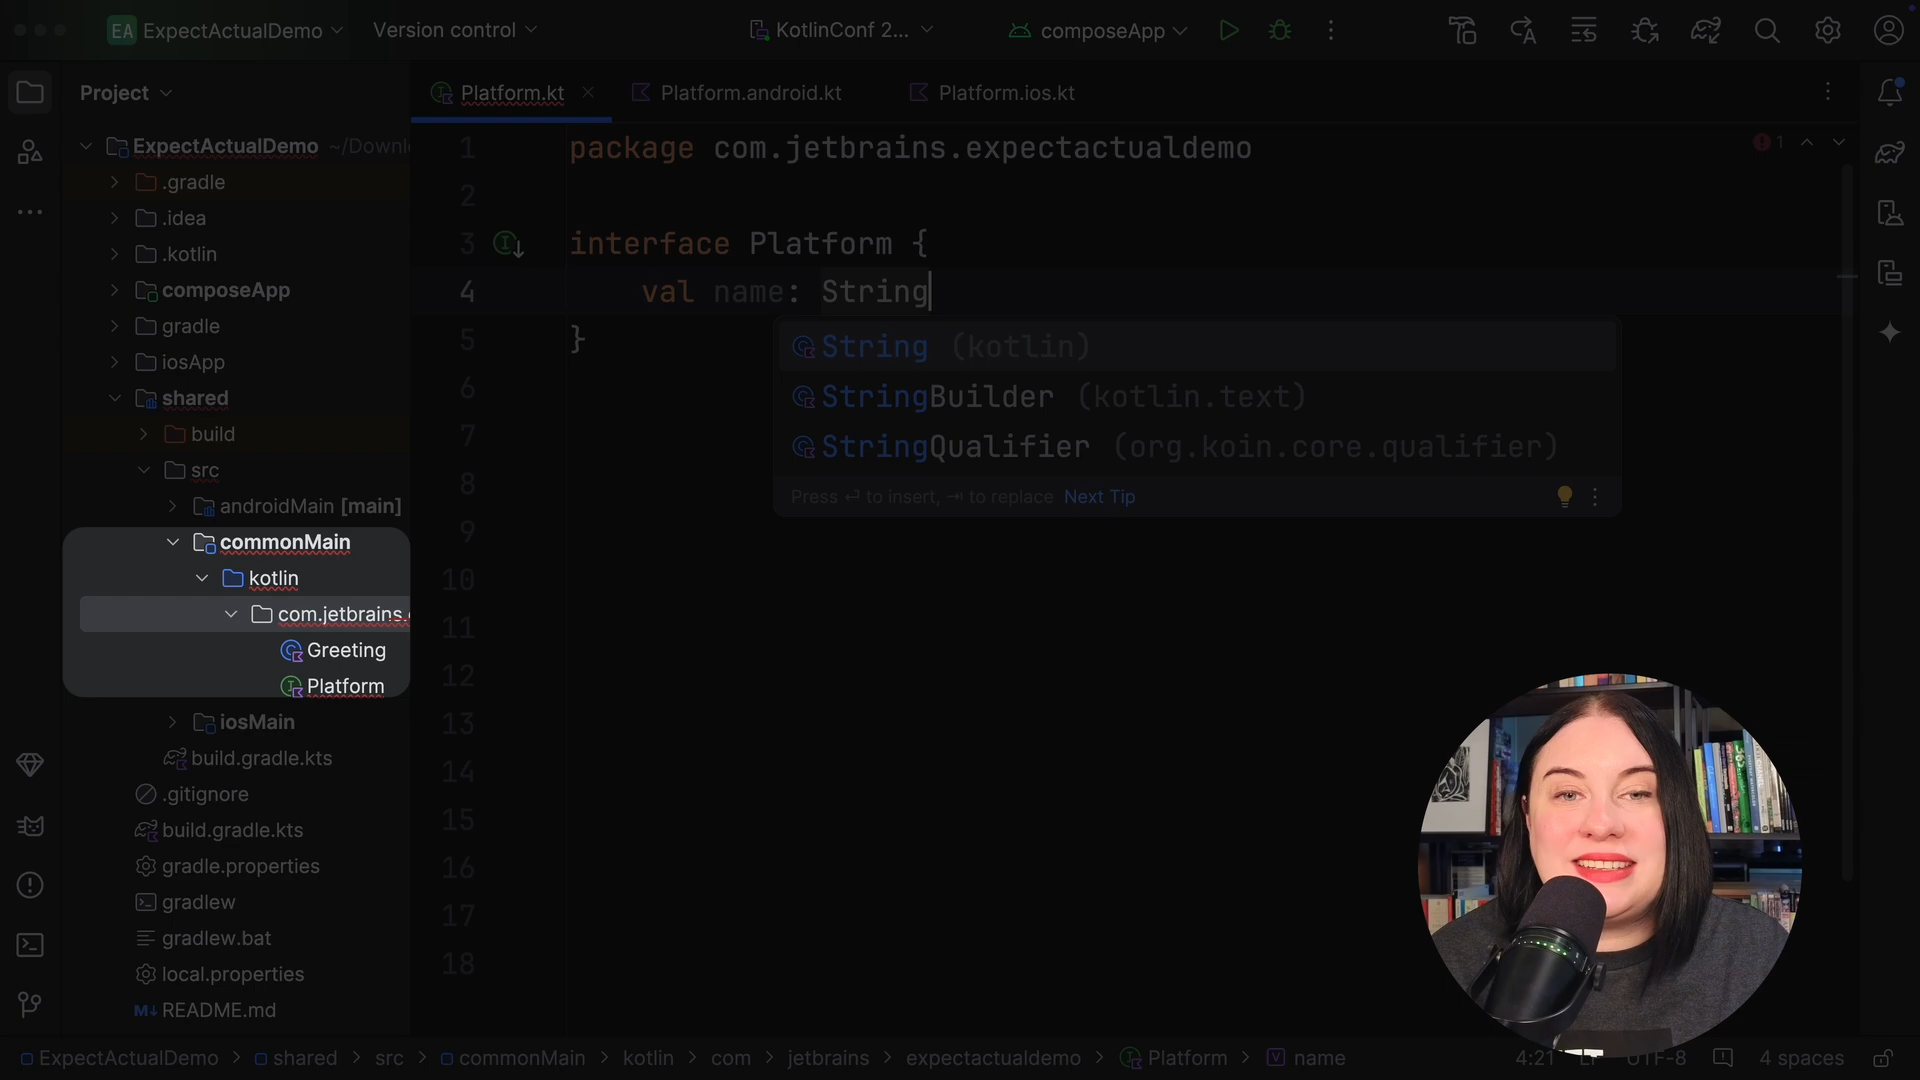 EA ExpectActualDemo Version control KotlinConf 2... composeApp
Project
Platform.kt Platform.android.kt Platform.ios.kt
ExpectActualDemo ~/Downl
.gradle
.idea
.kotlin
composeApp
gradle
iosApp
shared
build
src
androidMain [main]
commonMain
kotlin
com.jetbrains.
Greeting
Platform
iosMain
build.gradle.kts
.gitignore
build.gradle.kts
gradle.properties
gradlew
gradlew.bat
local.properties
M↓ README.md
1 package com.jetbrains.expectactualdemo
2
3 interface Platform {
4 val name: String
5 }
6
7
8
9
10
11
12
13
14
15
16
17
18
1
String (kotlin)
StringBuilder (kotlin.text)
StringQualifier (org.koin.core.qualifier)
Press ↵ to insert, ⇥ to replace Next Tip
ExpectActualDemo > shared > src > commonMain > kotlin > com > jetbrains > expectactualdemo > Platform > name
4:21 LF UTF-8 4 spaces